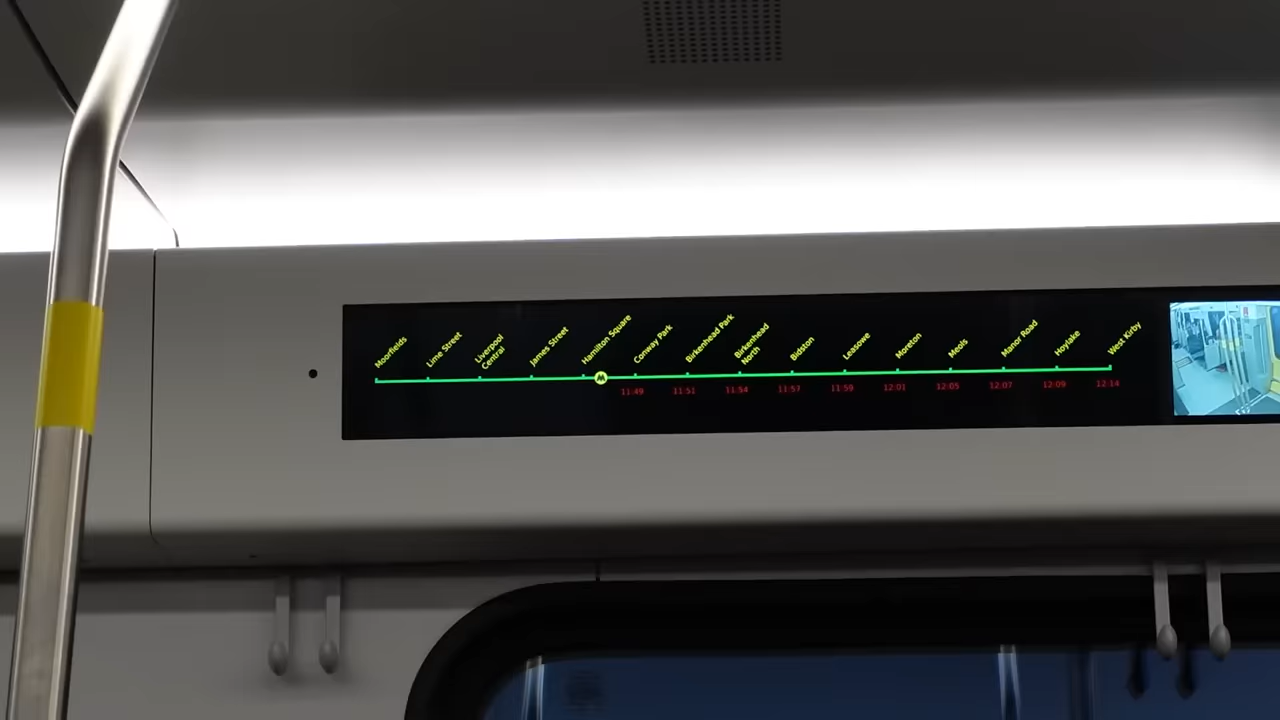 Moorfields
Lime Street
Liverpool
Central
James Street
Hamilton Square
Conway Park
Birkenhead Park
Birkenhead
North
Bidston
Leasowe
Moreton
Meols
Manor Road
Hoylake
West Kirby
M
11:49
11:51
11:54
11:57
11:59
12:01
12:05
12:07
12:09
12:14